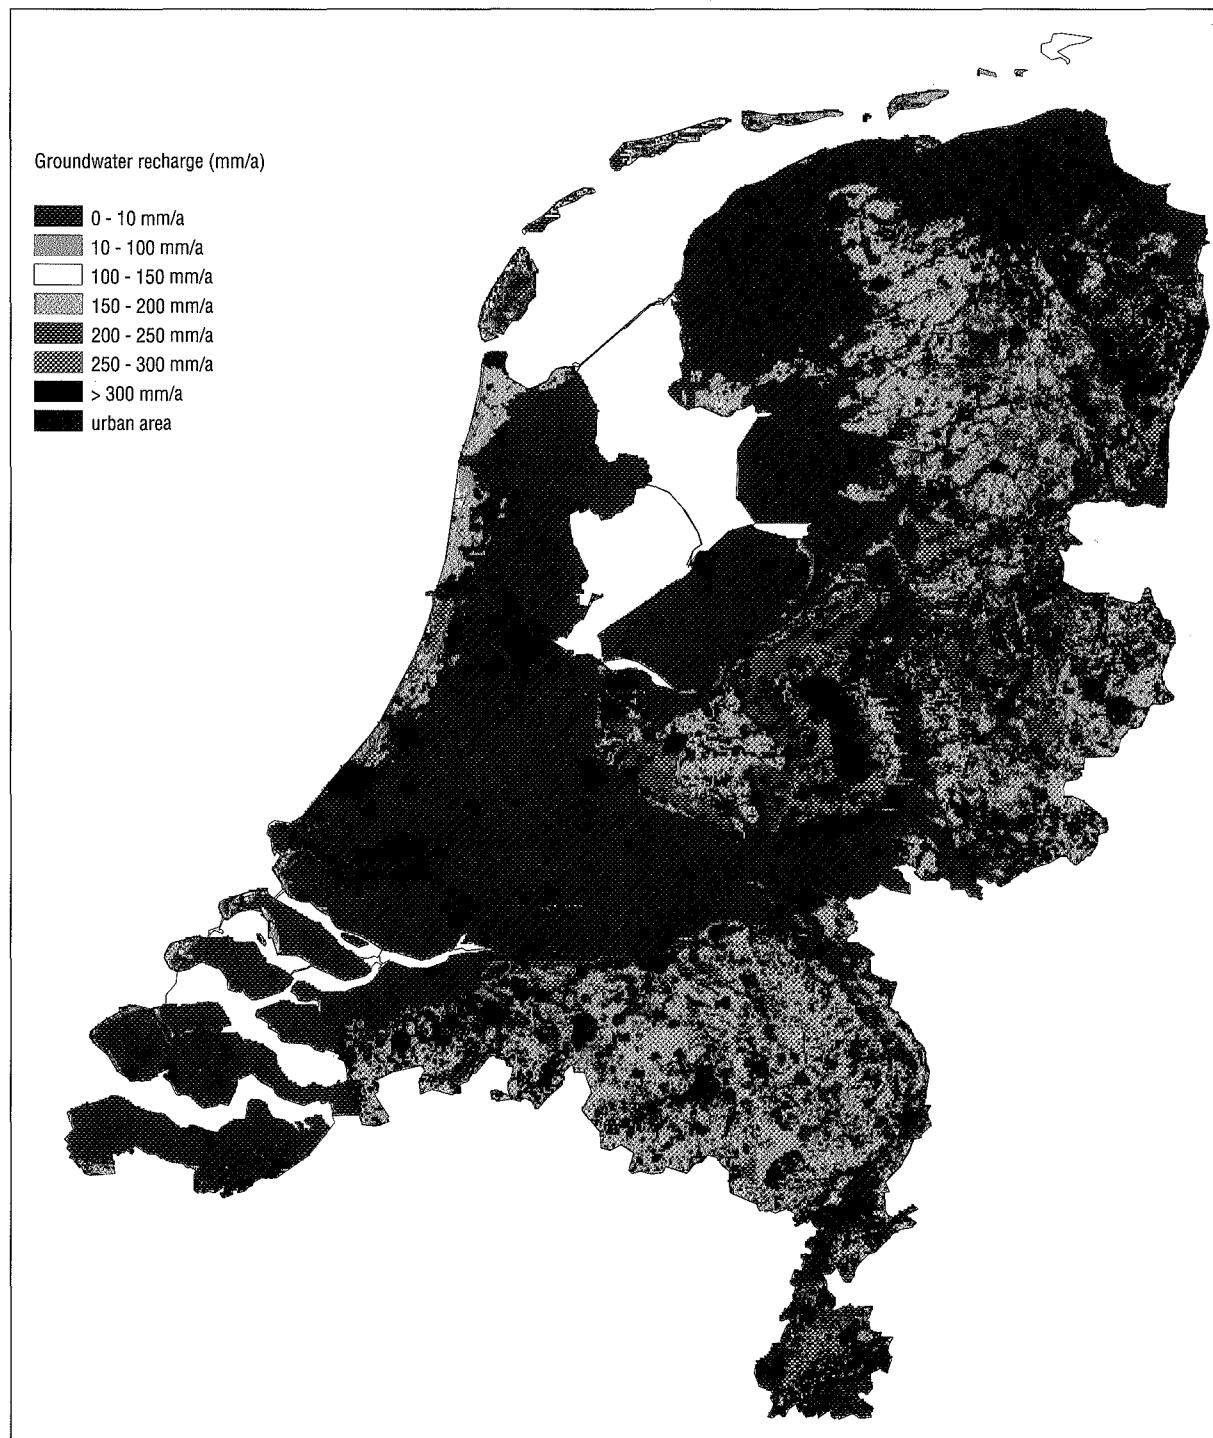 Groundwater recharge (mm/a)
0 - 10 mm/a
10 - 100 mm/a
100 - 150 mm/a
150 - 200 mm/a
200 - 250 mm/a
250 - 300 mm/a
> 300 mm/a
urban area